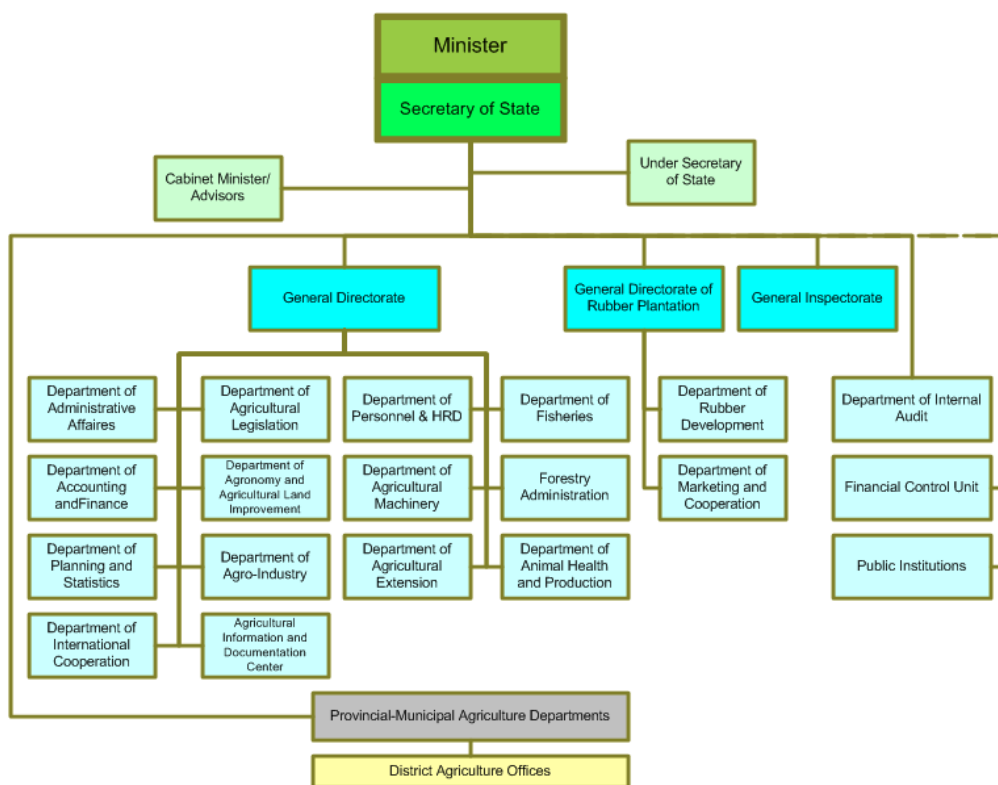 Minister
Secretary of State
Cabinet Minister/
Advisors
Under Secretary
of State
General Directorate
General Directorate of
Rubber Plantation
General Inspectorate
Department of
Administrative
Affaires
Department of
Agricultural
Legislation
Department of
Personnel & HRD
Department of
Fisheries
Department of
Rubber
Development
Department of Internal
Audit
Department of
Accounting
andFinance
Department of
Agronomy and
Agricultural Land
Improvement
Department of
Agricultural
Machinery
Forestry
Administration
Department of
Marketing and
Cooperation
Financial Control Unit
Department of
Planning and
Statistics
Department of
Agro-Industry
Department of
Agricultural
Extension
Department of
Animal Health
and Production
Public Institutions
Department of
International
Cooperation
Agricultural
Information and
Documentation
Center
Provincial-Municipal Agriculture Departments
District Agriculture Offices